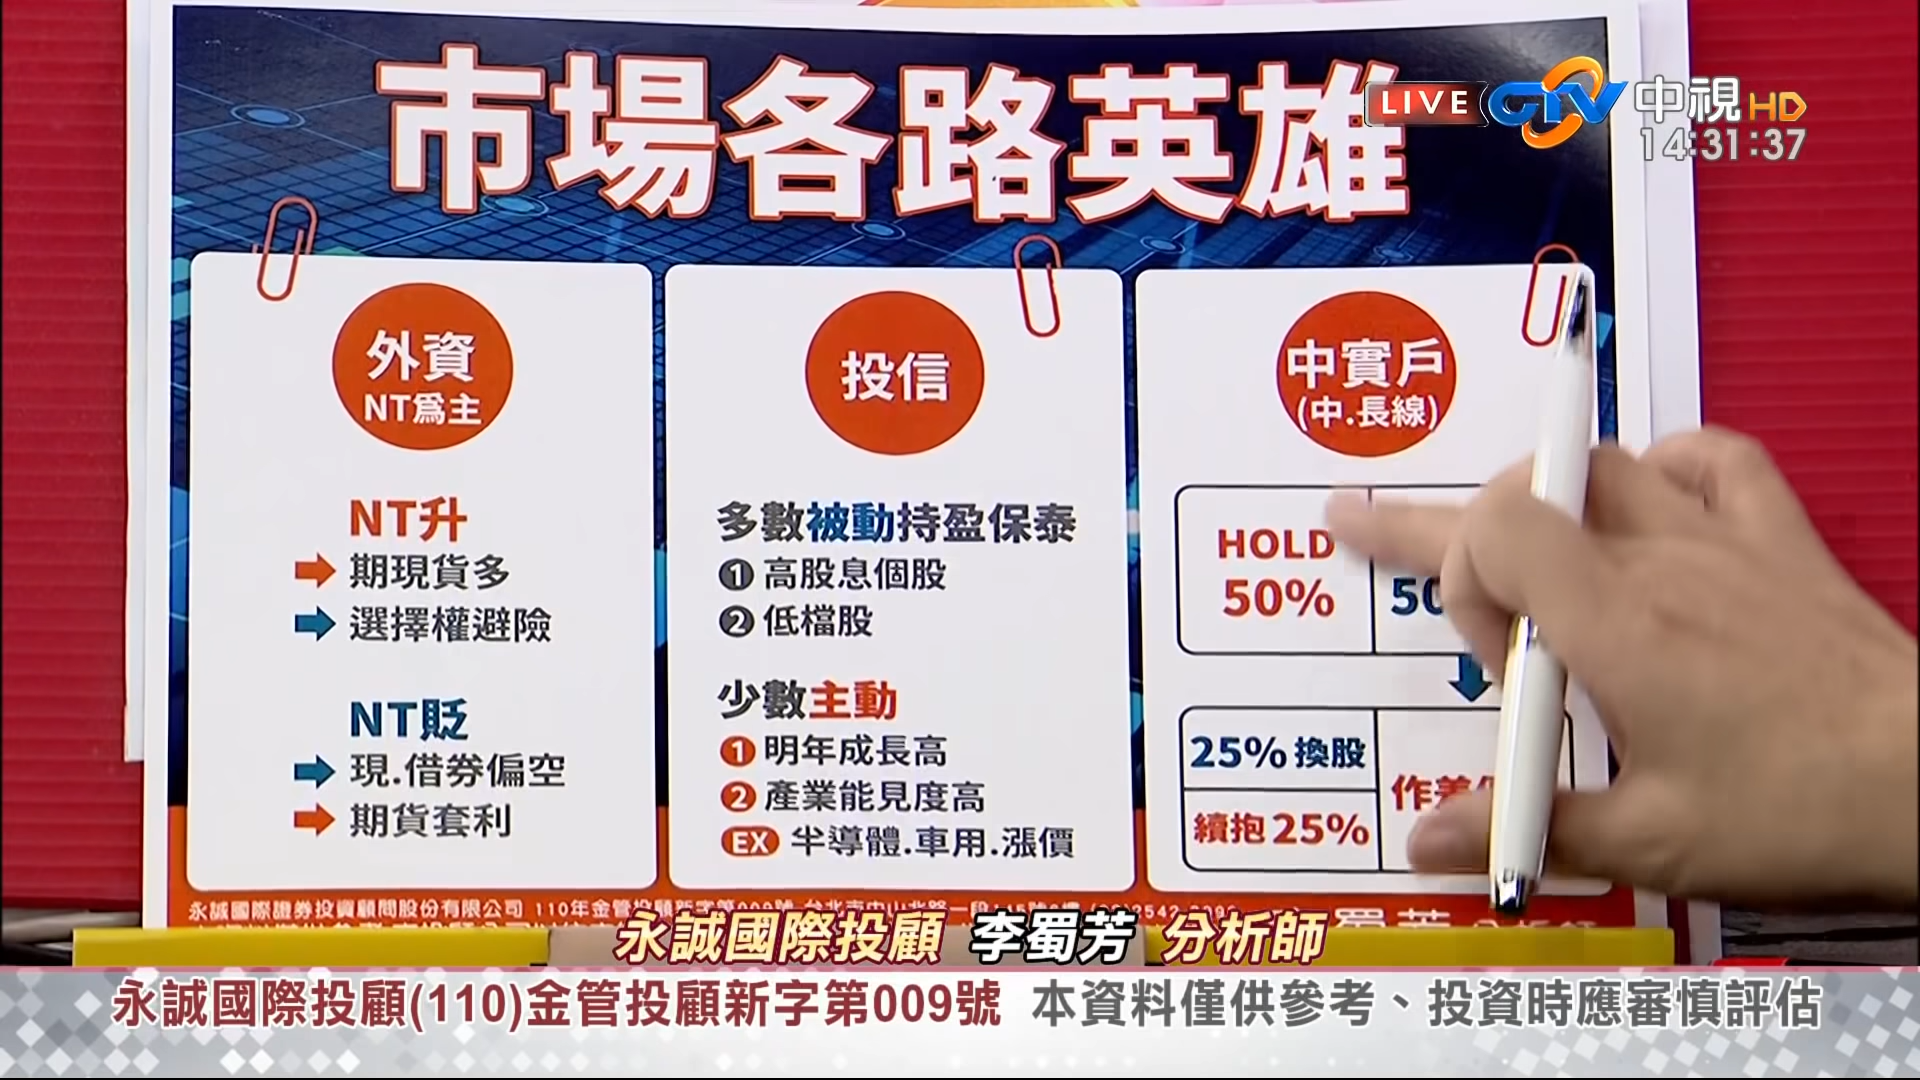 市場各路英雄
LIVE CTV 中視HD
14:31:37
外資
NT爲主
NT升
期現貨多
選擇權避險
NT貶
現.借券偏空
期貨套利
投信
多數被動持盈保泰
1 高股息個股
2 低檔股
少數主動
1 明年成長高
2 產業能見度高
EX 半導體.車用.漲價
中實戶
(中.長線)
HOLD
50%
25%換股
續抱25%
作差
永誠國際證券投資顧問股份有限公司 110年金管投顧新字第009號
永誠國際投顧 李蜀芳 分析師
永誠國際投顧(110)金管投顧新字第009號 本資料僅供參考、投資時應審慎評估